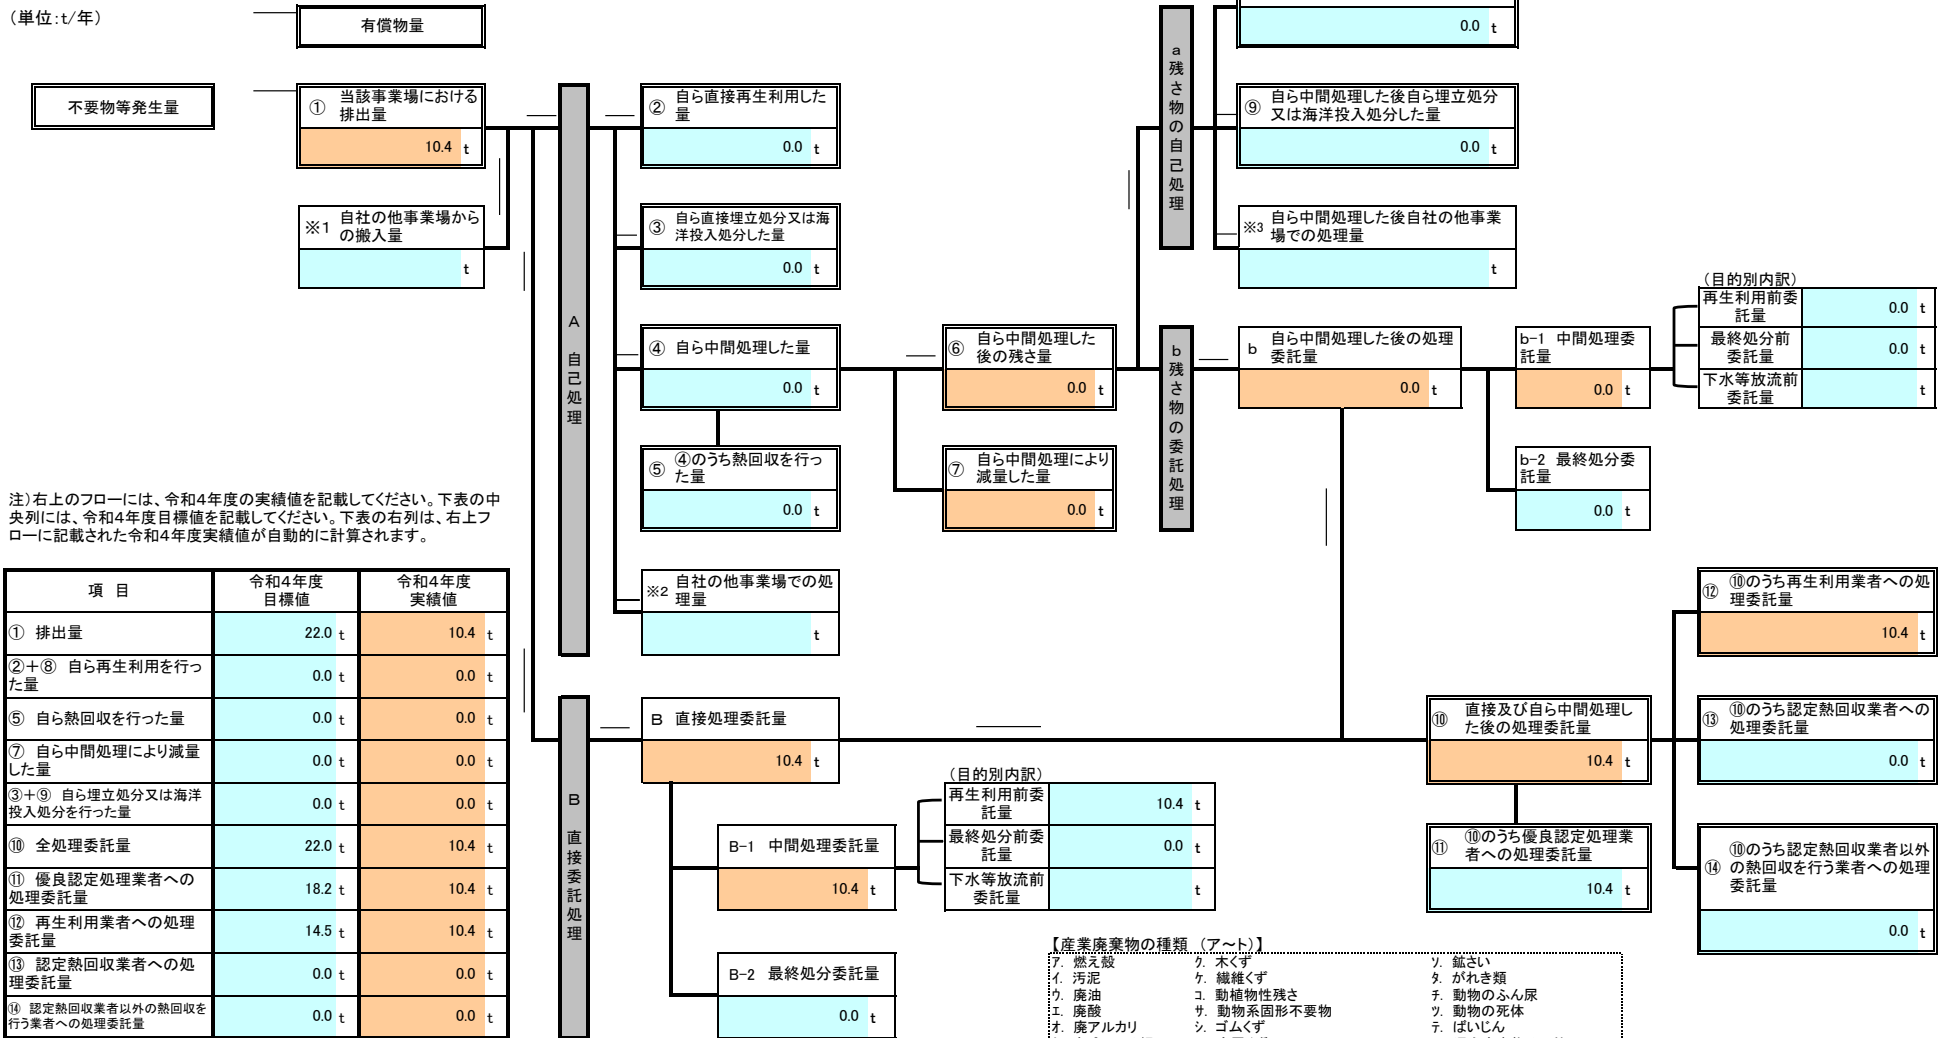 （単位：t/年）
有償物量
不要物等発生量
① 当該事業場における
排出量
10.4 t
※1 自社の他事業場から
の搬入量
t
A 自己処理
② 自ら直接再生利用した
量
0.0 t
③ 自ら直接埋立処分又は海
洋投入処分した量
0.0 t
④ 自ら中間処理した量
0.0 t
⑤ ④のうち熱回収を行っ
た量
0.0 t
※2 自社の他事業場での処
理量
t
⑥ 自ら中間処理した
後の残さ量
0.0 t
⑦ 自ら中間処理により
減量した量
0.0 t
a 残さ物の自己処理
0.0 t
⑨ 自ら中間処理した後自ら埋立処分
又は海洋投入処分した量
0.0 t
※3 自ら中間処理した後自社の他事業
場での処理量
t
b 残さ物の委託処理
b 自ら中間処理した後の処理
委託量
0.0 t
b-1 中間処理委
託量
0.0 t
b-2 最終処分委
託量
0.0 t
（目的別内訳）
再生利用前委
託量
0.0 t
最終処分前
委託量
0.0 t
下水等放流前
委託量
t
注）右上のフローには、令和4年度の実績値を記載してください。下表の中
央列には、令和4年度目標値を記載してください。下表の右列は、右上フ
ローに記載された令和4年度実績値が自動的に計算されます。
項 目 令和4年度
目標値 令和4年度
実績値
① 排出量 22.0 t 10.4 t
②＋⑧ 自ら再生利用を行っ
た量 0.0 t 0.0 t
⑤ 自ら熱回収を行った量 0.0 t 0.0 t
⑦ 自ら中間処理により減量
した量 0.0 t 0.0 t
③＋⑨ 自ら埋立処分又は海洋
投入処分を行った量 0.0 t 0.0 t
⑩ 全処理委託量 22.0 t 10.4 t
⑪ 優良認定処理業者への
処理委託量 18.2 t 10.4 t
⑫ 再生利用業者への処理
委託量 14.5 t 10.4 t
⑬ 認定熱回収業者への処
理委託量 0.0 t 0.0 t
⑭ 認定熱回収業者以外の熱回収を
行う業者への処理委託量 0.0 t 0.0 t
B 直接委託処理
B 直接処理委託量
10.4 t
B-1 中間処理委託量
10.4 t
B-2 最終処分委託量
0.0 t
（目的別内訳）
再生利用前委
託量
10.4 t
最終処分前委
託量
0.0 t
下水等放流前
委託量
t
⑩ 直接及び自ら中間処理し
た後の処理委託量
10.4 t
⑪ ⑩のうち優良認定処理業
者への処理委託量
10.4 t
⑫ ⑩のうち再生利用業者への処
理委託量
10.4 t
⑬ ⑩のうち認定熱回収業者への
処理委託量
0.0 t
⑭ ⑩のうち認定熱回収業者以外
の熱回収を行う業者への処理
委託量
0.0 t
【産業廃棄物の種類 （ア～ト）】
ア. 燃え殻 ク. 木くず ソ. 鉱さい
イ. 汚泥 ケ. 繊維くず タ. がれき類
ウ. 廃油 コ. 動植物性残さ チ. 動物のふん尿
エ. 廃酸 サ. 動物系固形不要物 ツ. 動物の死体
オ. 廃アルカリ シ. ゴムくず テ. ばいじん